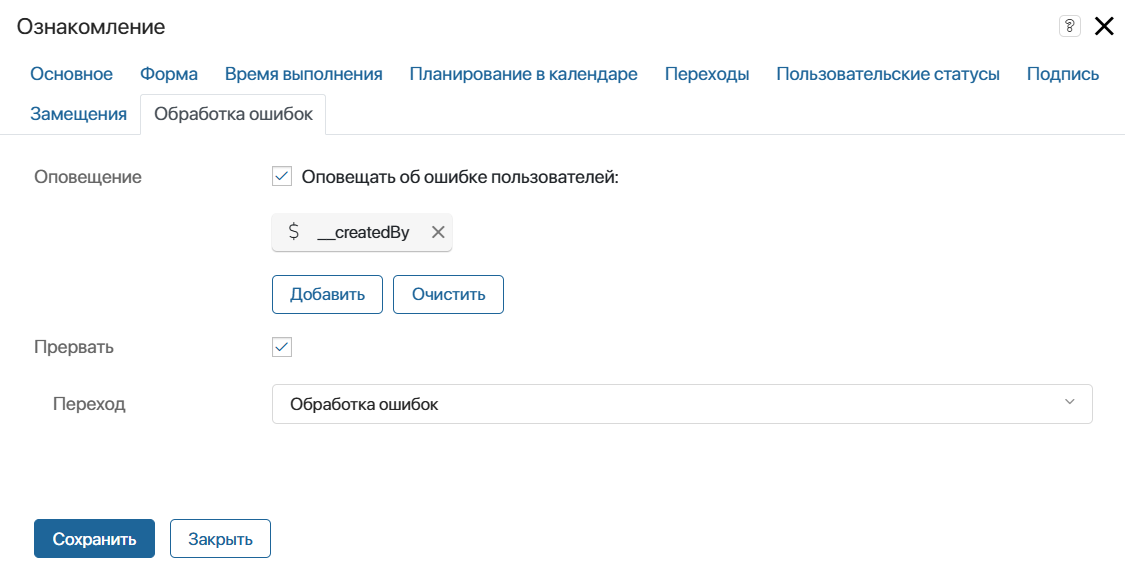 Ознакомление ?
Основное Форма Время выполнения Планирование в календаре Переходы Пользовательские статусы Подпись
Замещения Обработка ошибок
Оповещение Оповещать об ошибке пользователей:
$ __createdBy
Добавить Очистить
Прервать
Переход Обработка ошибок
Сохранить Закрыть